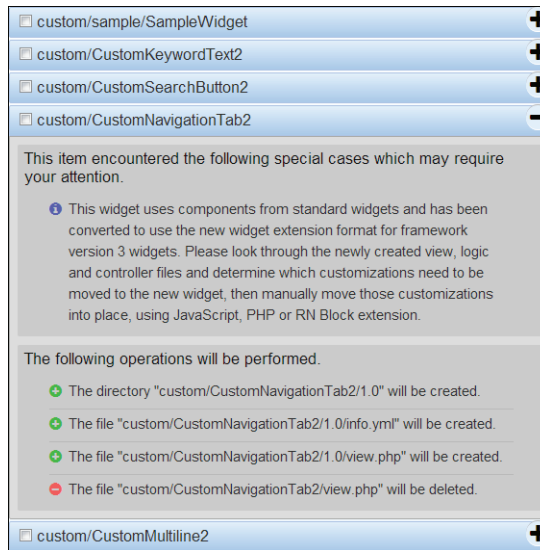 custom/sample/SampleWidget
custom/CustomKeywordText2
custom/CustomSearchButton2
custom/CustomNavigationTab2
This item encountered the following special cases which may require
your attention.
This widget uses components from standard widgets and has been
converted to use the new widget extension format for framework
version 3 widgets. Please look through the newly created view, logic
and controller files and determine which customizations need to be
moved to the new widget, then manually move those customizations
into place, using JavaScript, PHP or RN Block extension.
The following operations will be performed.
The directory "custom/CustomNavigationTab2/1.0" will be created.
The file "custom/CustomNavigationTab2/1.0/info.yml" will be created.
The file "custom/CustomNavigationTab2/1.0/view.php" will be created.
The file "custom/CustomNavigationTab2/view.php" will be deleted.
custom/CustomMultiline2